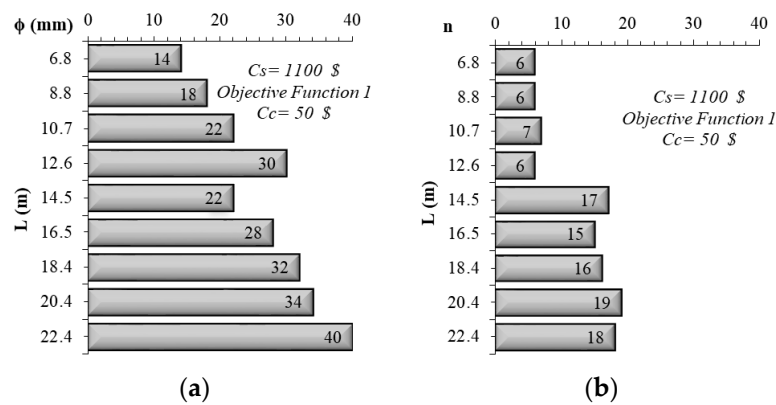 ϕ (mm)
0 10 20 30 40
6.8 14
8.8 18
10.7 22
12.6 30
14.5 22
16.5 28
18.4 32
20.4 34
22.4 40
L (m)
Cs= 1100 $
Objective Function 1
Cc= 50 $
(a)
n
0 10 20 30 40
6.8 6
8.8 6
10.7 7
12.6 6
14.5 17
16.5 15
18.4 16
20.4 19
22.4 18
L (m)
Cs= 1100 $
Objective Function 1
Cc= 50 $
(b)